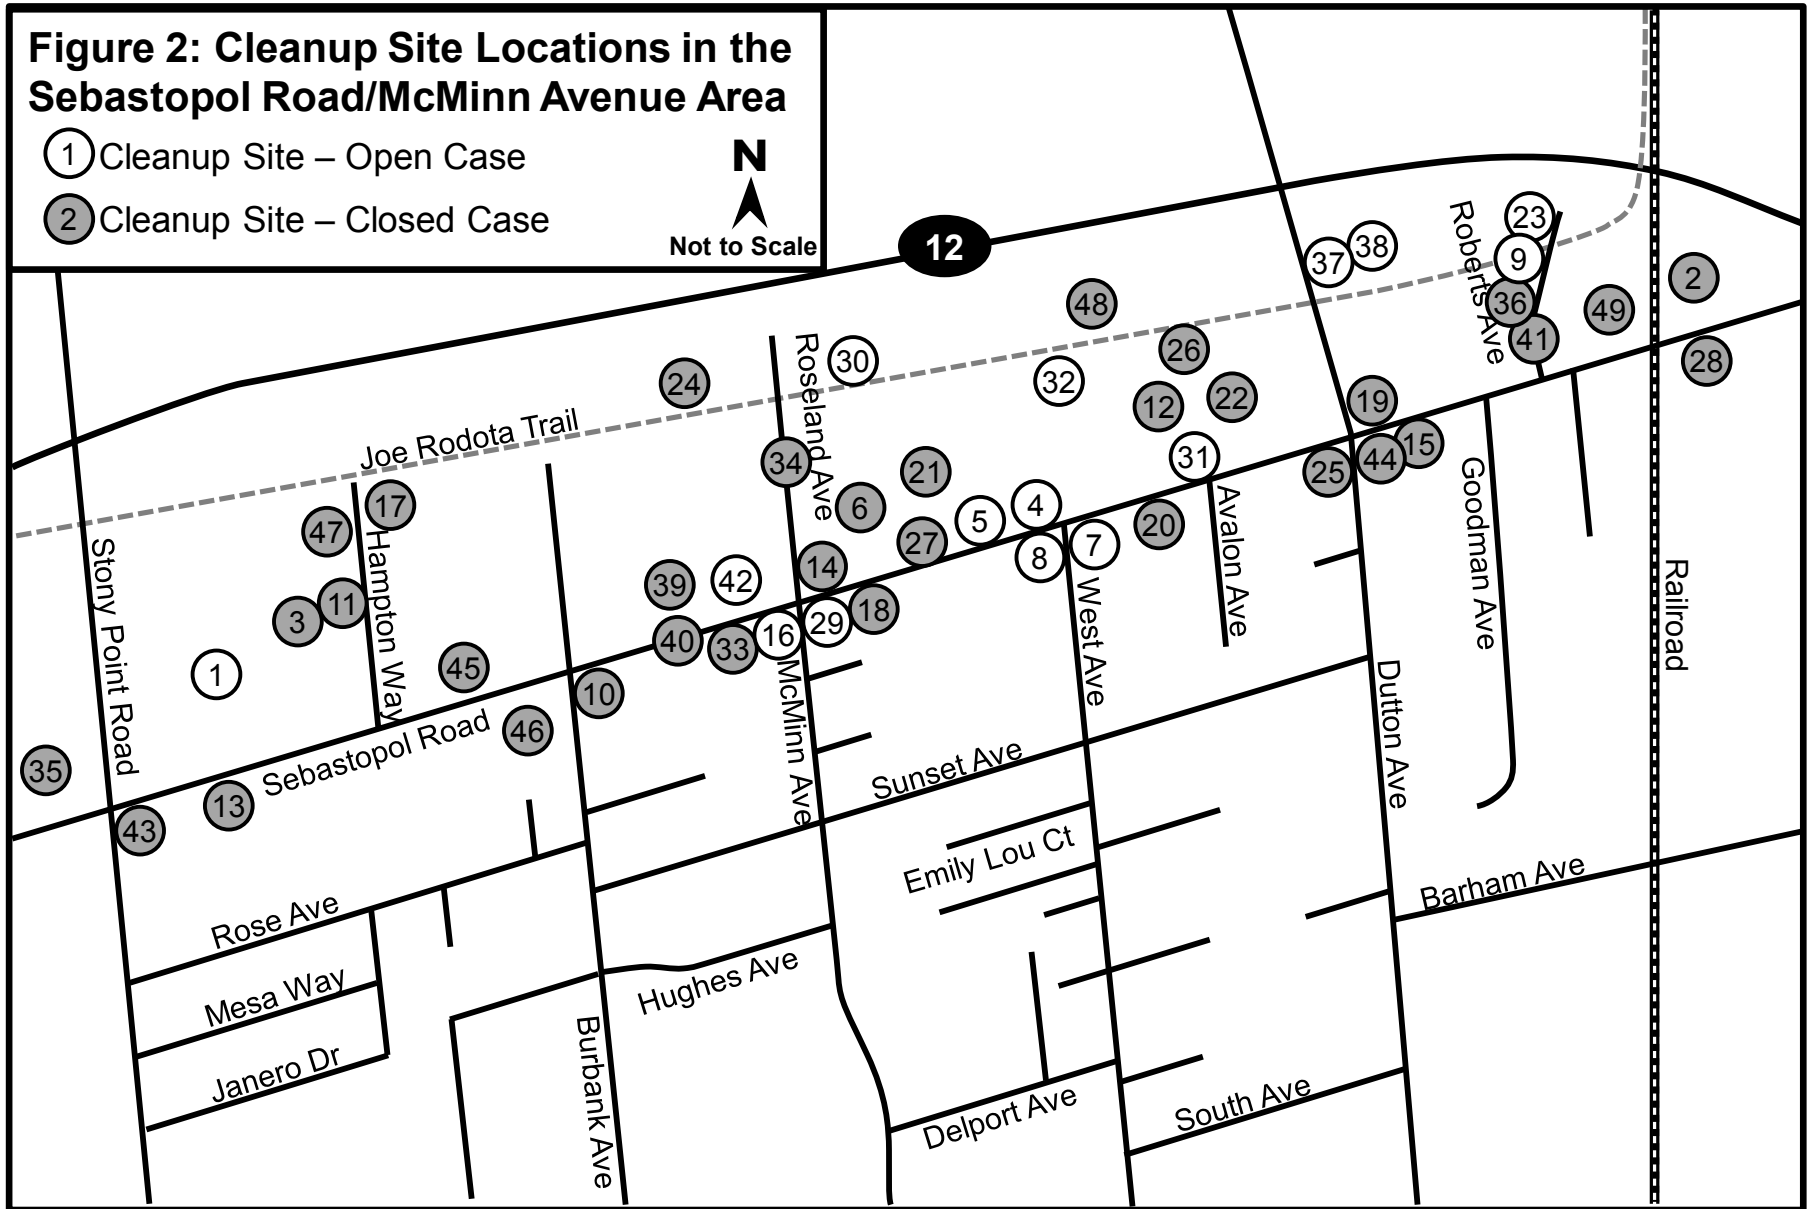 Figure 2: Cleanup Site Locations in the
Sebastopol Road/McMinn Avenue Area
1 Cleanup Site – Open Case
2 Cleanup Site – Closed Case
N
Not to Scale
12
23
37
38
9
2
Roberts Ave
36
49
48
41
26
28
Roseland Ave
30
32
24
12
22
19
Joe Rodota Trail
34
21
31
25
44
15
17
6
5
4
Avalon Ave
20
Goodman Ave
47
27
8
7
Stony Point Road
Hampton Way
39
42
14
West Ave
Railroad
3
11
40
33
16
29
18
1
45
10
McMinn Ave
Dutton Ave
46
Sebastopol Road
35
13
43
Sunset Ave
Emily Lou Ct
Barham Ave
Rose Ave
Mesa Way
Hughes Ave
Janero Dr
Burbank Ave
Delport Ave
South Ave